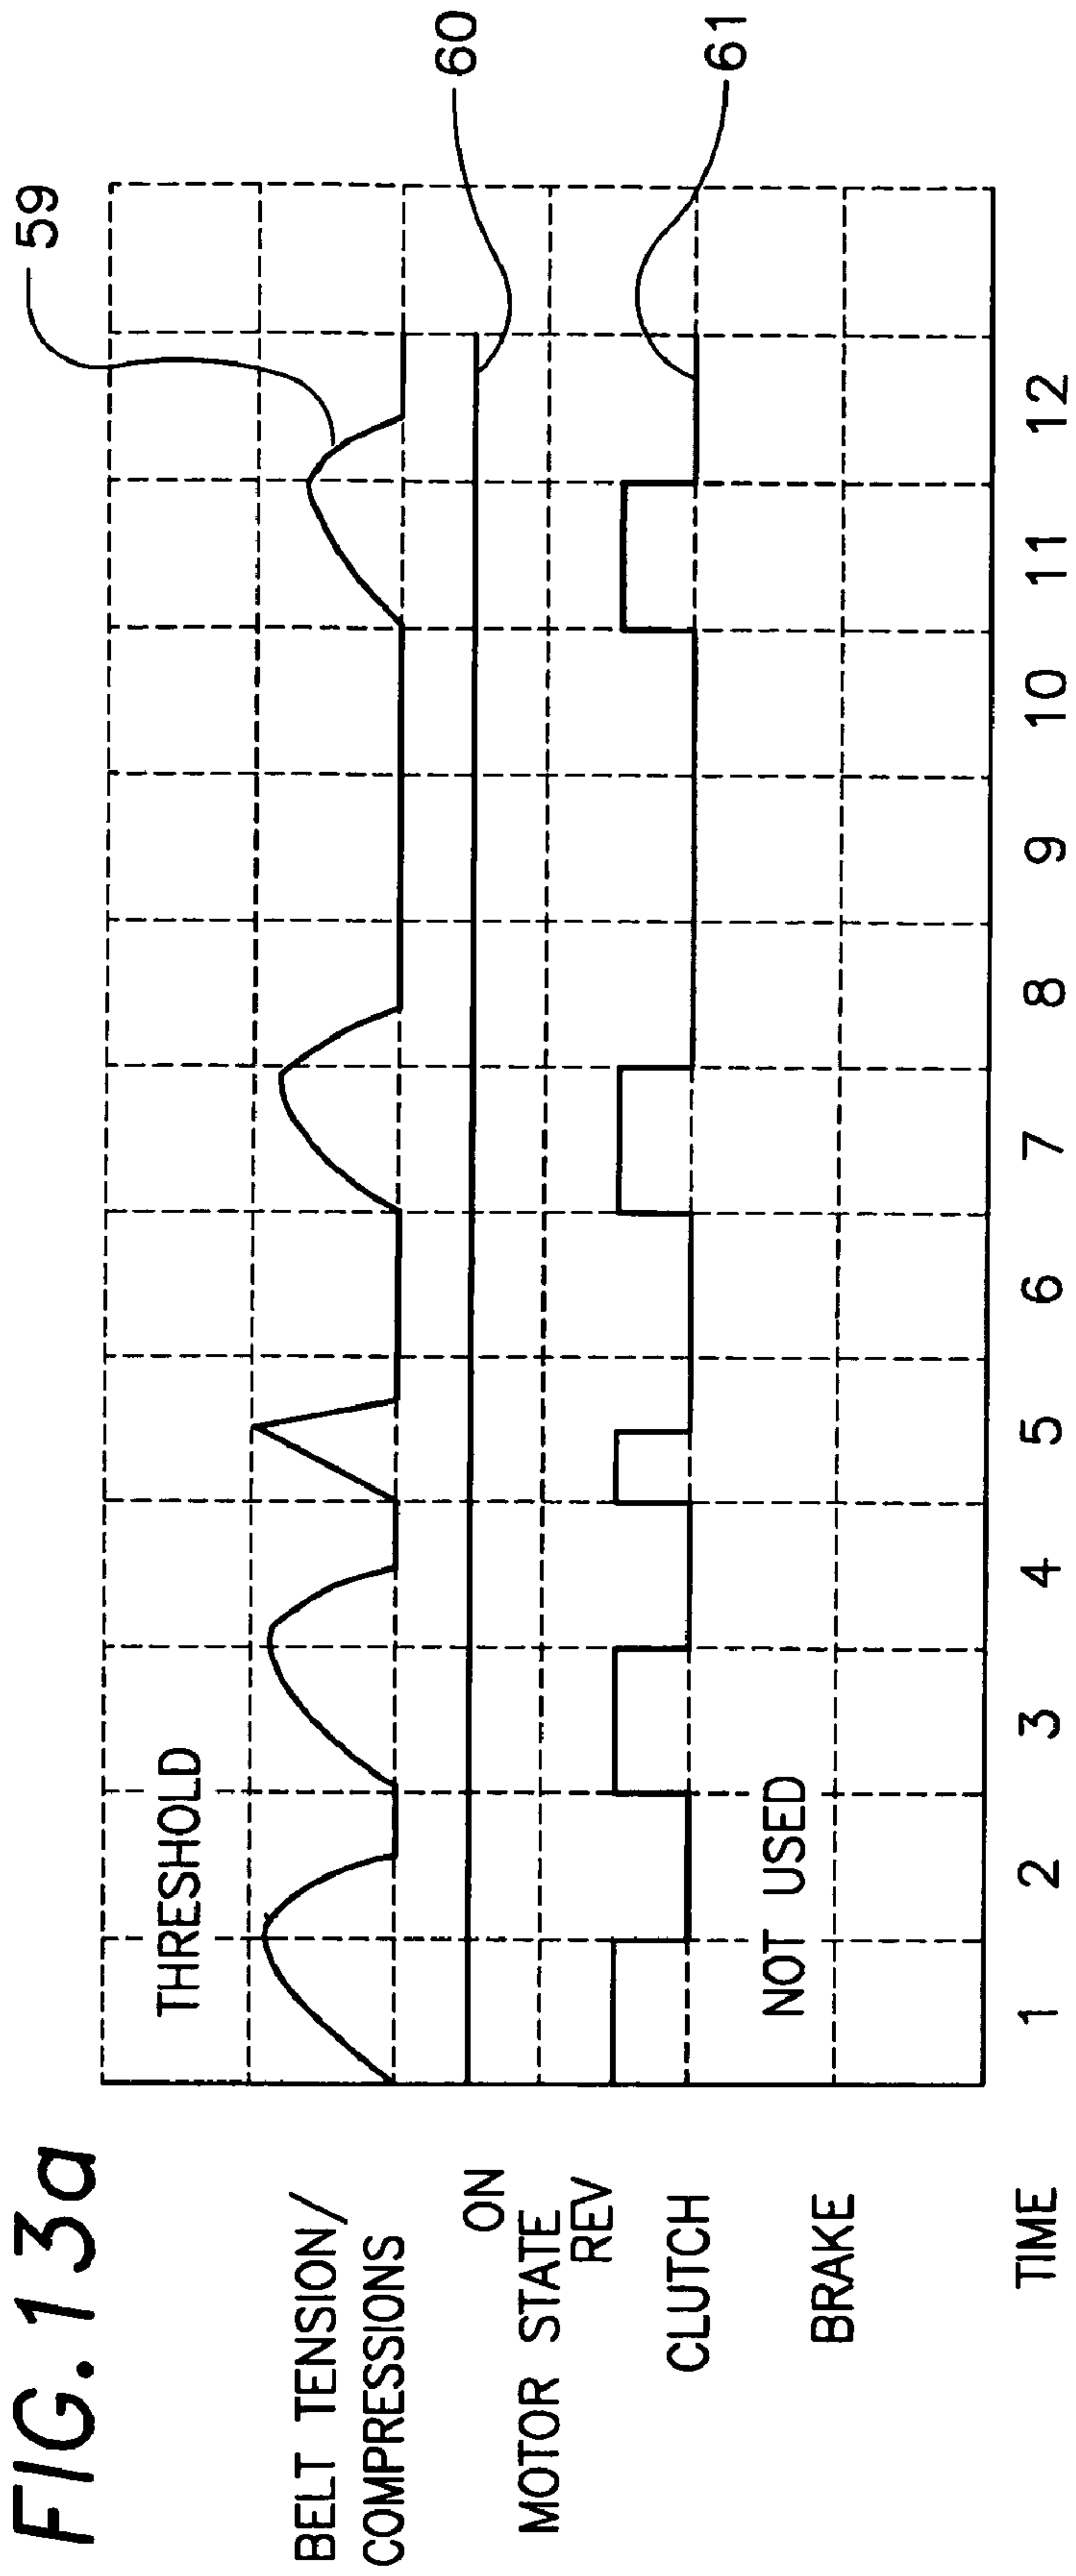 FIG. 13a
59
60
61
THRESHOLD
BELT TENSION/
COMPRESSIONS
ON
MOTOR STATE
REV
CLUTCH
NOT USED
BRAKE
TIME
1 2 3 4 5 6 7 8 9 10 11 12